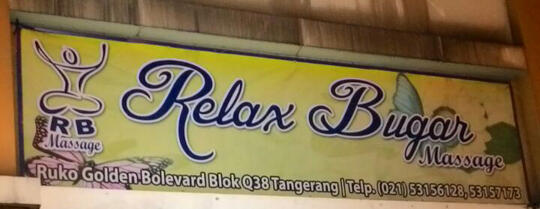 RB
Massage
Relax Bugar
Massage
Ruko Golden Bolevard Blok Q38 Tangerang | Telp. (021) 53156128, 53157173